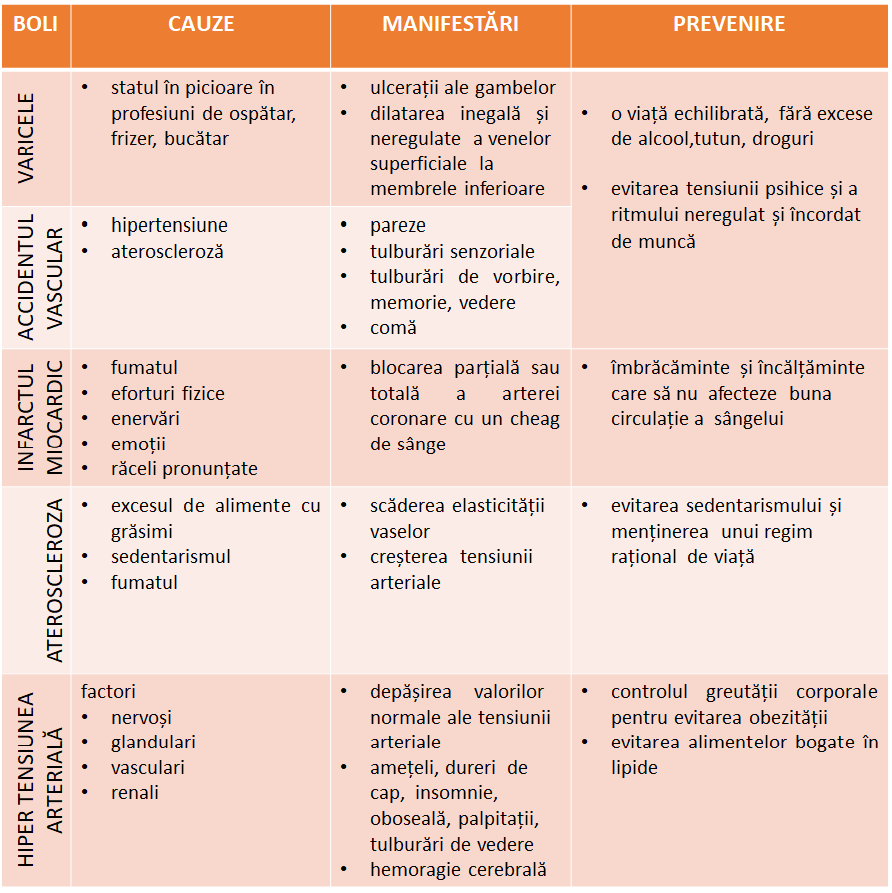 BOLI CAUZE MANIFESTĂRI PREVENIRE
VARICELE
• statul în picioare în
profesiuni de ospătar,
frizer, bucătar
• ulcerații ale gambelor
• dilatarea inegală și
neregulate a venelor
superficiale la
membrele inferioare
• o viață echilibrată, fără excese
de alcool,tutun, droguri
• evitarea tensiunii psihice și a
ritmului neregulat și încordat
de muncă
ACCIDENTUL
VASCULAR
• hipertensiune
• ateroscleroză
• pareze
• tulburări senzoriale
• tulburări de vorbire,
memorie, vedere
• comă
INFARCTUL
MIOCARDIC
• fumatul
• eforturi fizice
• enervări
• emoții
• răceli pronunțate
• blocarea parțială sau
totală a arterei
coronare cu un cheag
de sânge
• îmbrăcăminte și încălțăminte
care să nu afecteze buna
circulație a sângelui
ATEROSCLEROZA
• excesul de alimente cu
grăsimi
• sedentarismul
• fumatul
• scăderea elasticității
vaselor
• creșterea tensiunii
arteriale
• evitarea sedentarismului și
menținerea unui regim
rațional de viață
HIPER TENSIUNEA
ARTERIALĂ
factori
• nervoși
• glandulari
• vasculari
• renali
• depășirea valorilor
normale ale tensiunii
arteriale
• amețeli, dureri de
cap, insomnie,
oboseală, palpitații,
tulburări de vedere
• hemoragie cerebrală
• controlul greutății corporale
pentru evitarea obezității
• evitarea alimentelor bogate în
lipide